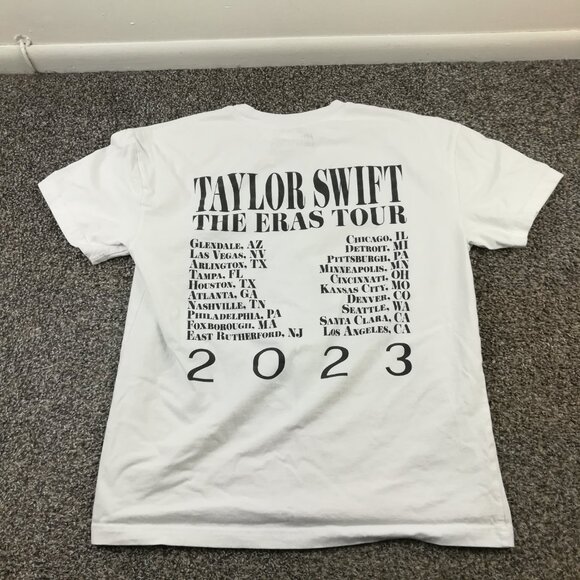 TAYLOR SWIFT
THE ERAS TOUR
GLENDALE, AZ
LAS VEGAS, NV
ARLINGTON, TX
TAMPA, FL
HOUSTON, TX
ATLANTA, GA
NASHVILLE, TN
PHILADELPHIA, PA
FOXBOROUGH, MA
EAST RUTHERFORD, NJ
CHICAGO, IL
DETROIT, MI
PITTSBURGH, PA
MINNEAPOLIS, MN
CINCINNATI, OH
KANSAS CITY, MO
DENVER, CO
SEATTLE, WA
SANTA CLARA, CA
LOS ANGELES, CA
2023